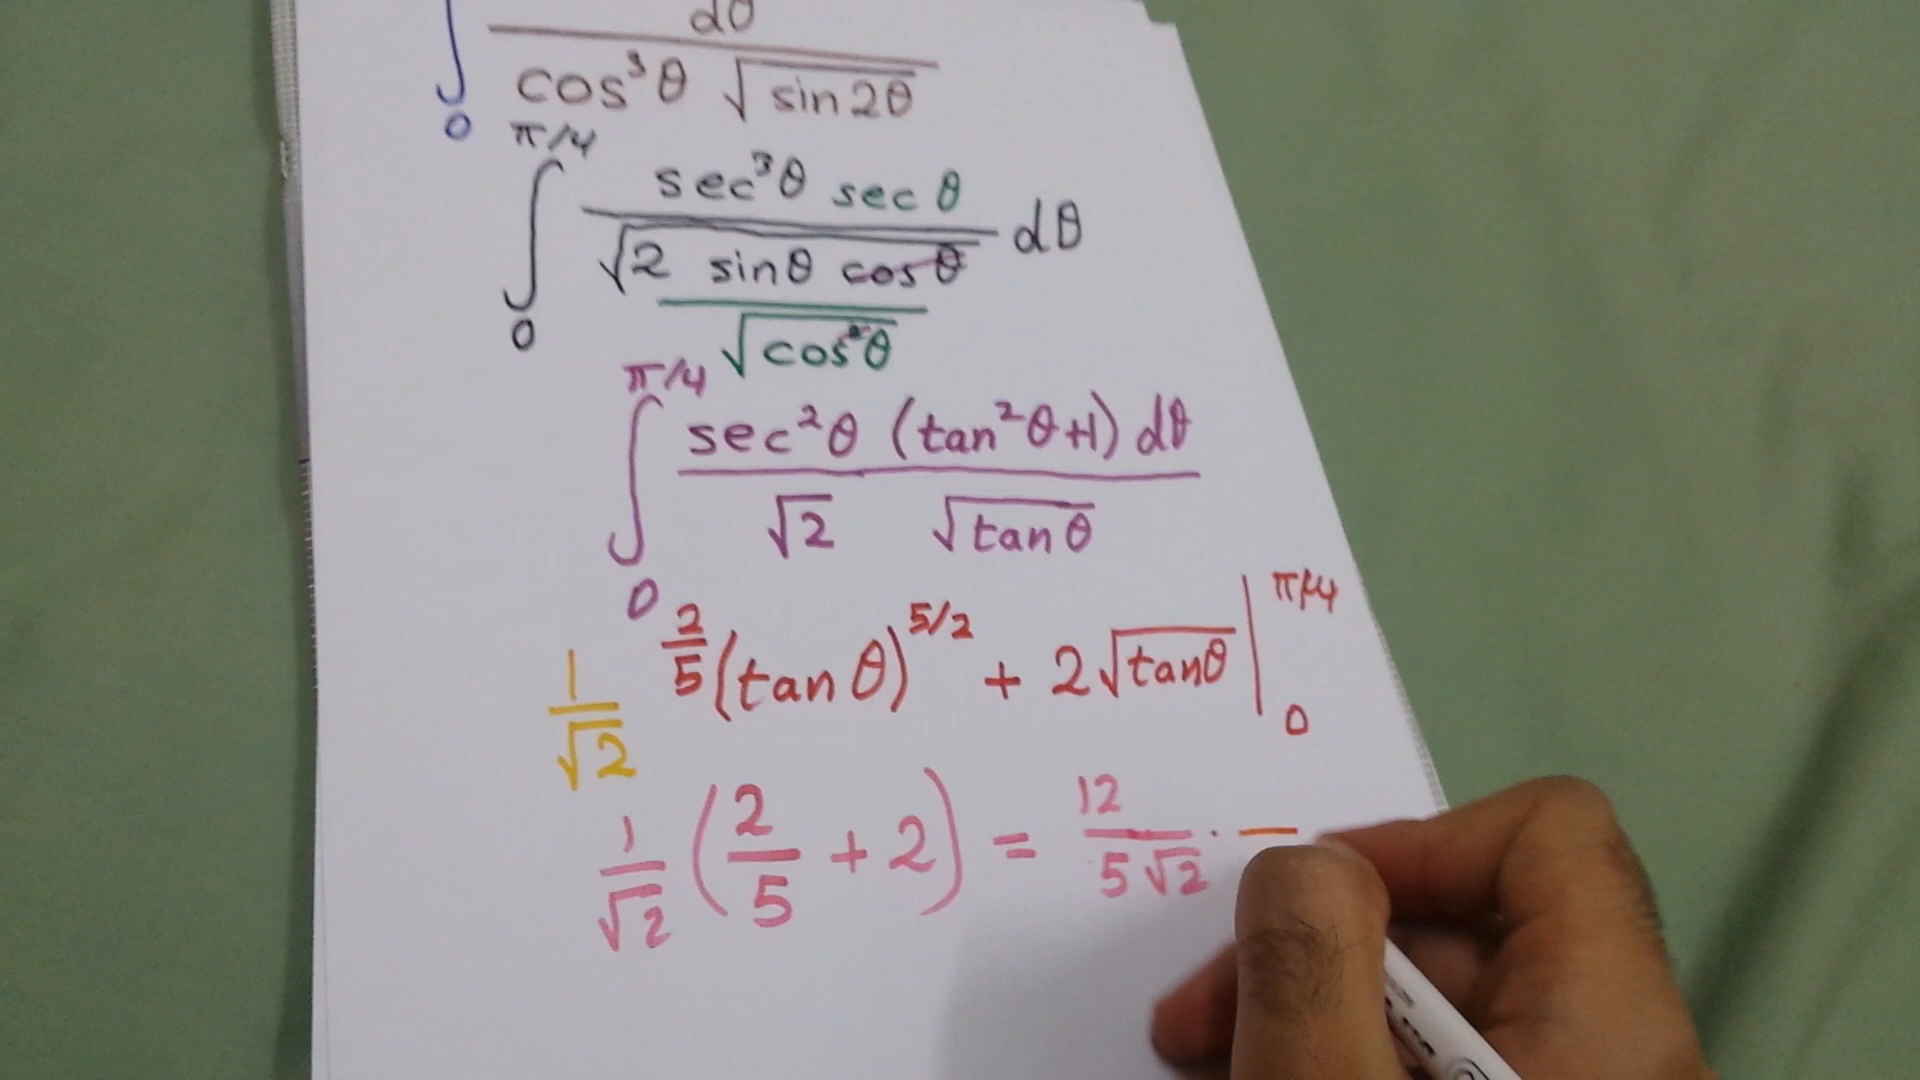 ∫ dθ
0 cos³θ √sin2θ
π/4
∫ sec³θ sec θ dθ
√2 sinθ cosθ
0 √cos²θ
π/4
∫ sec²θ (tan²θ+1) dθ
√2 √tanθ
0
1/√2 2/5 (tan θ)^5/2 + 2√tanθ | π/4 0
1/√2 (2/5 + 2) = 12/5√2 ·